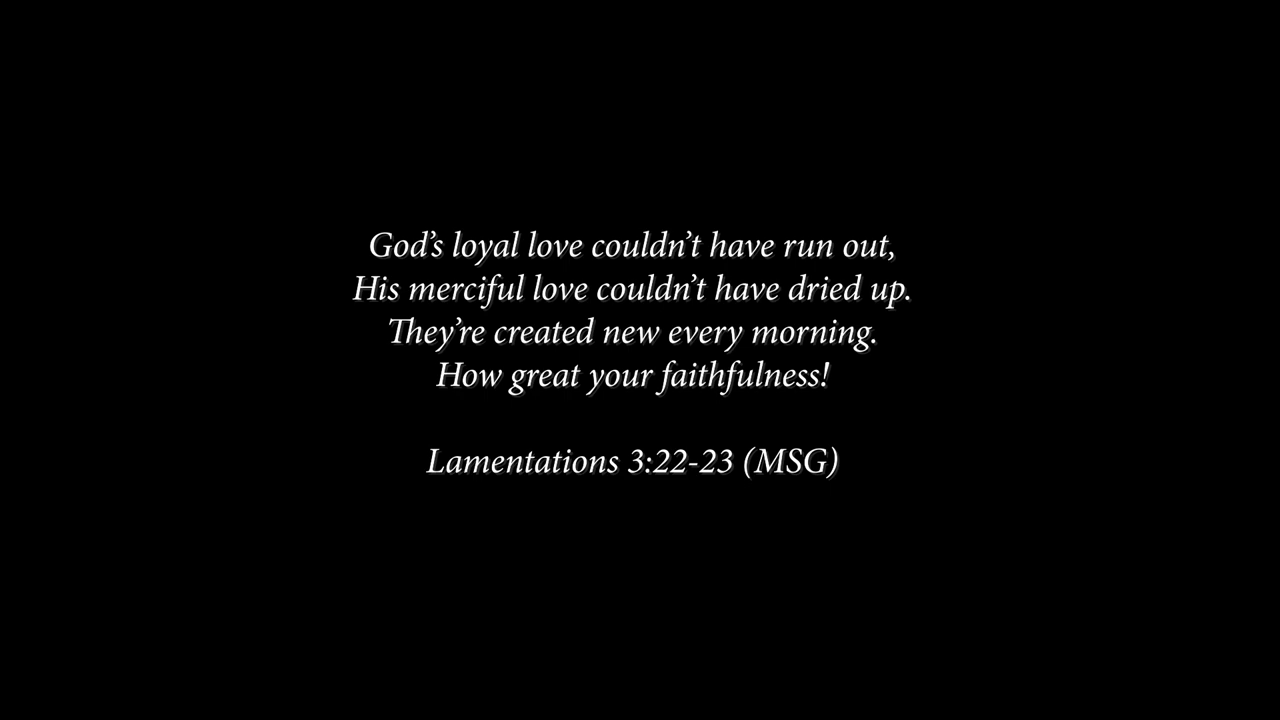 God’s loyal love couldn’t have run out,
His merciful love couldn’t have dried up.
They’re created new every morning.
How great your faithfulness!
Lamentations 3:22-23 (MSG)